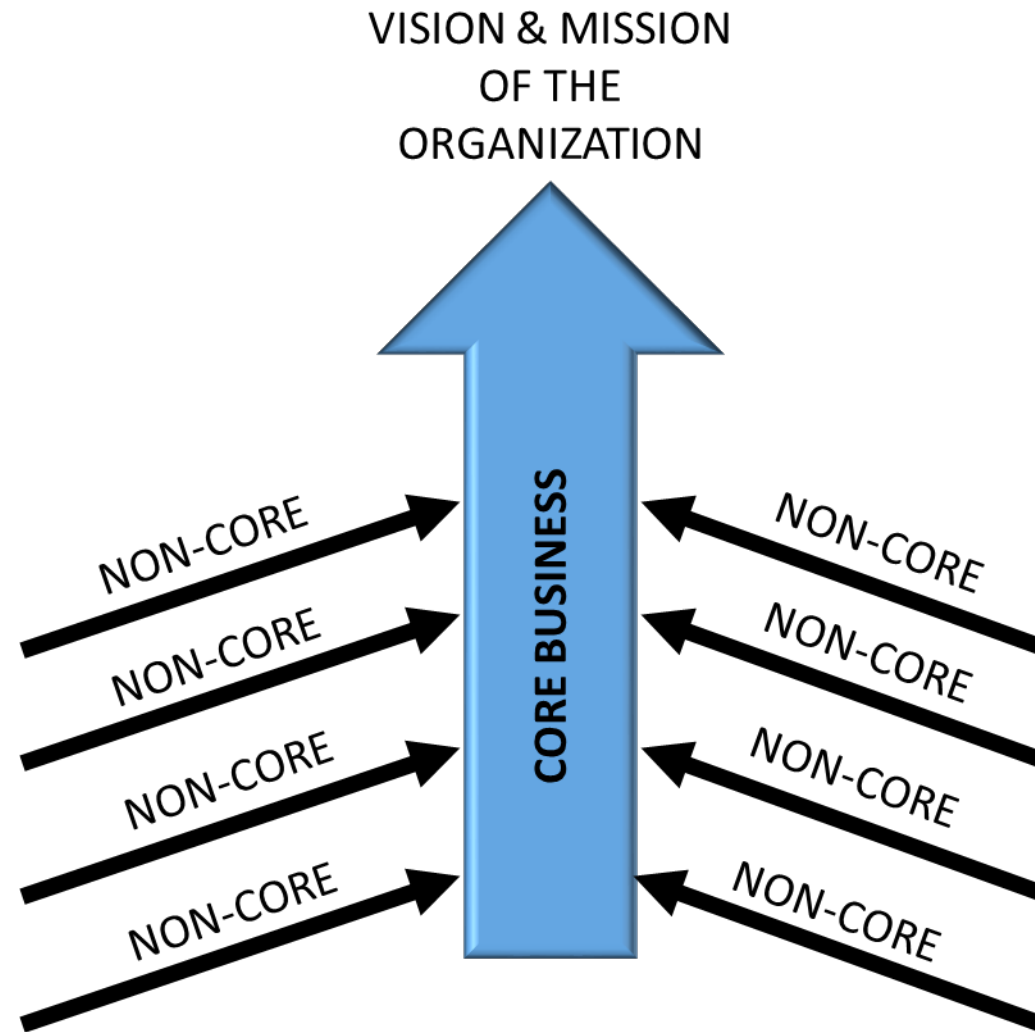 VISION & MISSION
OF THE
ORGANIZATION
CORE BUSINESS
NON-CORE
NON-CORE
NON-CORE
NON-CORE
NON-CORE
NON-CORE
NON-CORE
NON-CORE